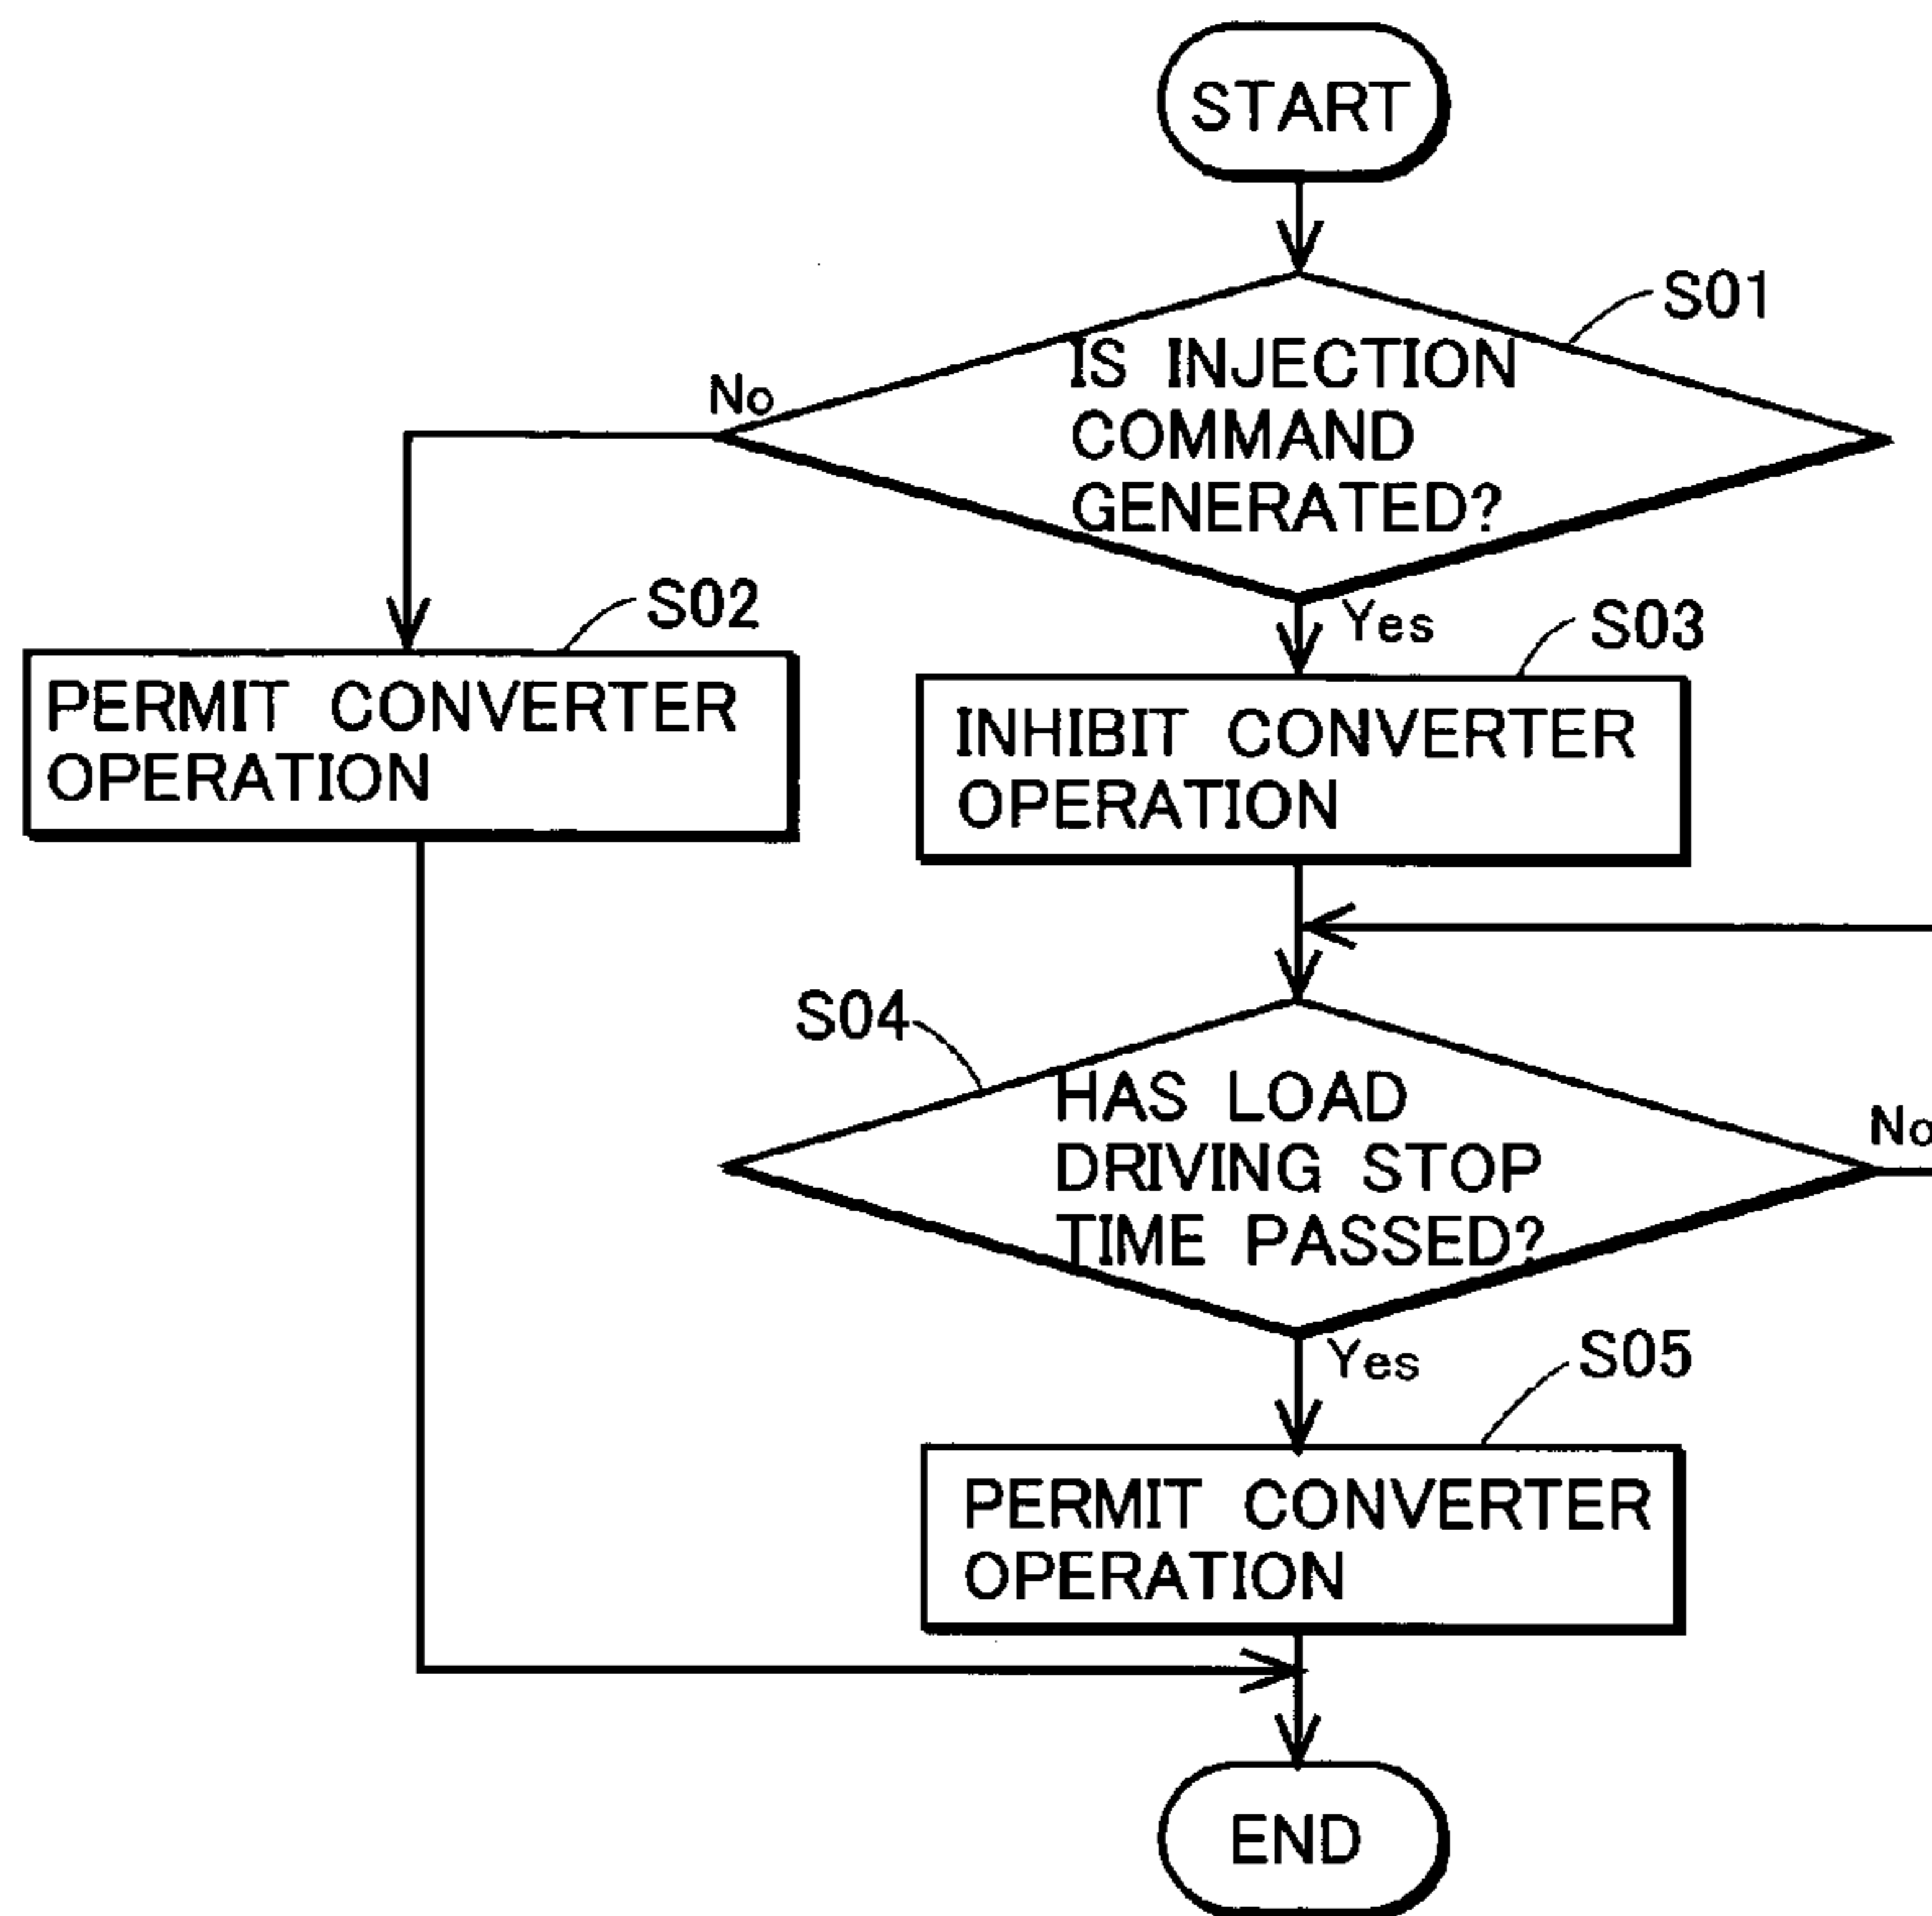 START
S01
IS INJECTION
COMMAND
GENERATED?
No
Yes
S02
PERMIT CONVERTER
OPERATION
S03
INHIBIT CONVERTER
OPERATION
S04
HAS LOAD
DRIVING STOP
TIME PASSED?
No
Yes
S05
PERMIT CONVERTER
OPERATION
END